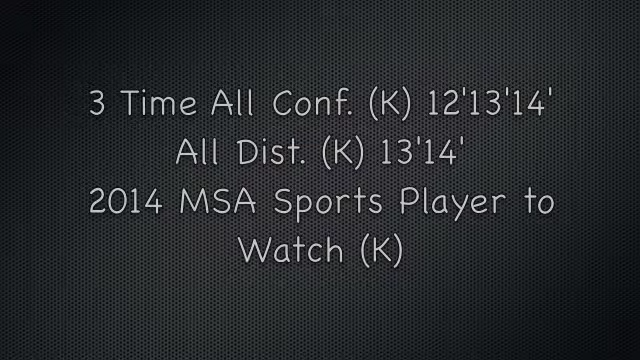 3 Time All Conf. (K) 12'13'14'
All Dist. (K) 13'14'
2014 MSA Sports Player to
Watch (K)